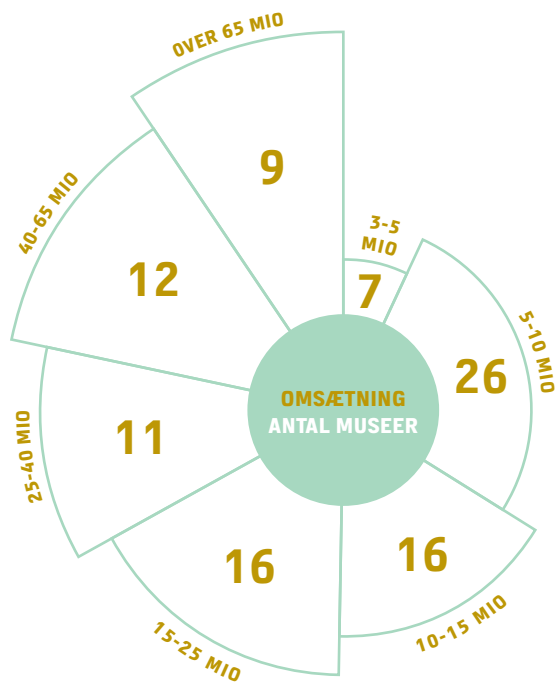 OVER 65 MIO
9
3-5
MIO
7
5-10 MIO
26
10-15 MIO
16
15-25 MIO
16
25-40 MIO
11
40-65 MIO
12
OMSÆTNING
ANTAL MUSEER